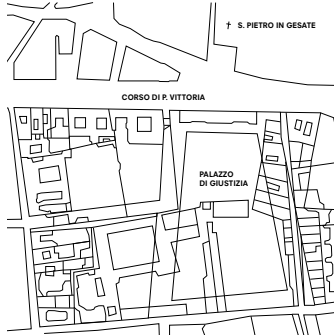 † S. PIETRO IN GESATE
CORSO DI P. VITTORIA
PALAZZO
DI GIUSTIZIA